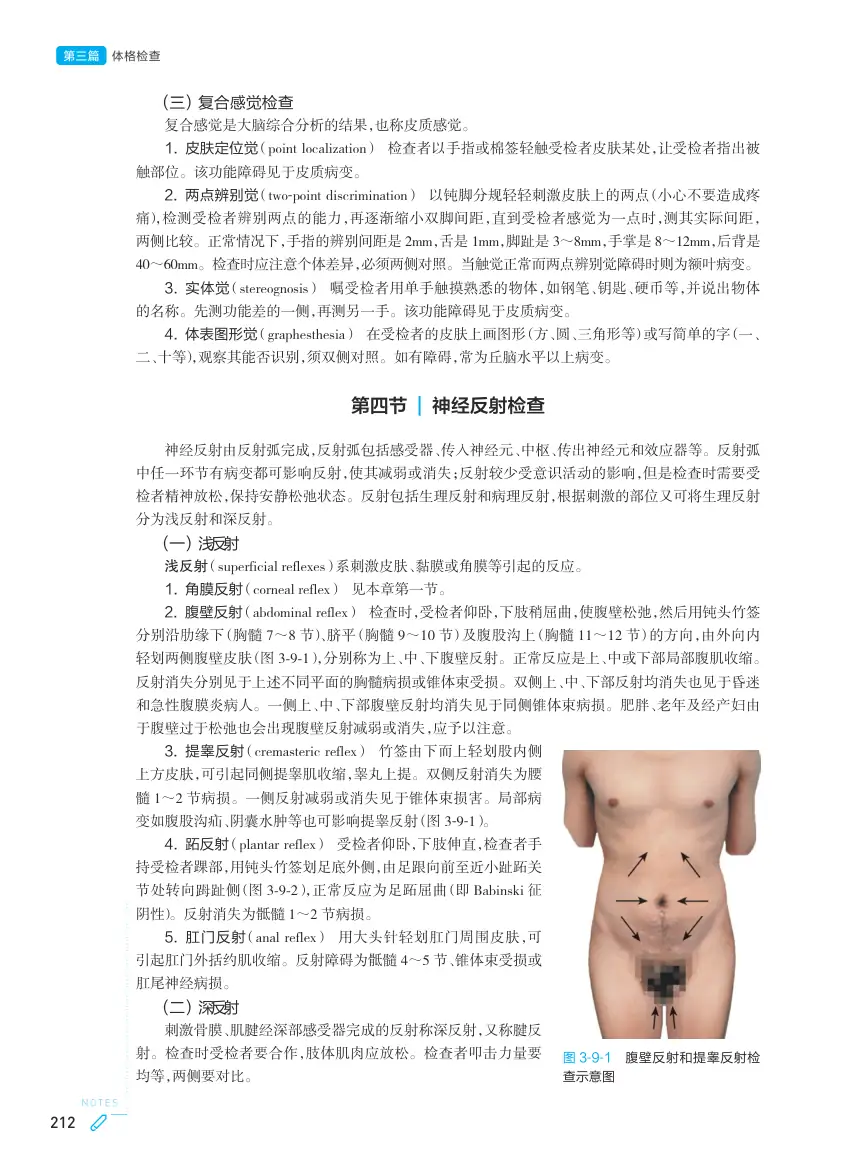 第三篇 体格检查
（三）复合感觉检查
复合感觉是大脑综合分析的结果,也称皮质感觉。
1. 皮肤定位觉（point localization） 检查者以手指或棉签轻触受检者皮肤某处,让受检者指出被
触部位。该功能障碍见于皮质病变。
2. 两点辨别觉（two-point discrimination） 以钝脚分规轻轻刺激皮肤上的两点（小心不要造成疼
痛）,检测受检者辨别两点的能力,再逐渐缩小双脚间距,直到受检者感觉为一点时,测其实际间距,
两侧比较。正常情况下,手指的辨别间距是 2mm,舌是 1mm,脚趾是 3～8mm,手掌是 8～12mm,后背是
40～60mm。检查时应注意个体差异,必须两侧对照。当触觉正常而两点辨别觉障碍时则为额叶病变。
3. 实体觉（stereognosis） 嘱受检者用单手触摸熟悉的物体,如钢笔、钥匙、硬币等,并说出物体
的名称。先测功能差的一侧,再测另一手。该功能障碍见于皮质病变。
4. 体表图形觉（graphesthesia） 在受检者的皮肤上画图形（方、圆、三角形等）或写简单的字（一、
二、十等）,观察其能否识别,须双侧对照。如有障碍,常为丘脑水平以上病变。
第四节 | 神经反射检查
神经反射由反射弧完成,反射弧包括感受器、传入神经元、中枢、传出神经元和效应器等。反射弧
中任一环节有病变都可影响反射,使其减弱或消失;反射较少受意识活动的影响,但是检查时需要受
检者精神放松,保持安静松弛状态。反射包括生理反射和病理反射,根据刺激的部位又可将生理反射
分为浅反射和深反射。
（一）浅反射
浅反射（superficial reflexes）系刺激皮肤、黏膜或角膜等引起的反应。
1. 角膜反射（corneal reflex） 见本章第一节。
2. 腹壁反射（abdominal reflex） 检查时,受检者仰卧,下肢稍屈曲,使腹壁松弛,然后用钝头竹签
分别沿肋缘下（胸髓 7～8 节）、脐平（胸髓 9～10 节）及腹股沟上（胸髓 11～12 节）的方向,由外向内
轻划两侧腹壁皮肤（图 3-9-1）,分别称为上、中、下腹壁反射。正常反应是上、中或下部局部腹肌收缩。
反射消失分别见于上述不同平面的胸髓病损或锥体束受损。双侧上、中、下部反射均消失也见于昏迷
和急性腹膜炎病人。一侧上、中、下部腹壁反射均消失见于同侧锥体束病损。肥胖、老年及经产妇由
于腹壁过于松弛也会出现腹壁反射减弱或消失,应予以注意。
3. 提睾反射（cremasteric reflex） 竹签由下而上轻划股内侧
上方皮肤,可引起同侧提睾肌收缩,睾丸上提。双侧反射消失为腰
髓 1～2 节病损。一侧反射减弱或消失见于锥体束损害。局部病
变如腹股沟疝、阴囊水肿等也可影响提睾反射（图 3-9-1）。
4. 跖反射（plantar reflex） 受检者仰卧,下肢伸直,检查者手
持受检者踝部,用钝头竹签划足底外侧,由足跟向前至近小趾跖关
节处转向𧿹趾侧（图 3-9-2）,正常反应为足跖屈曲（即 Babinski 征
阴性）。反射消失为骶髓 1～2 节病损。
5. 肛门反射（anal reflex） 用大头针轻划肛门周围皮肤,可
引起肛门外括约肌收缩。反射障碍为骶髓 4～5 节、锥体束受损或
肛尾神经病损。
（二）深反射
刺激骨膜、肌腱经深部感受器完成的反射称深反射,又称腱反
射。检查时受检者要合作,肢体肌肉应放松。检查者叩击力量要
均等,两侧要对比。
图 3-9-1 腹壁反射和提睾反射检
查示意图
NOTES
212